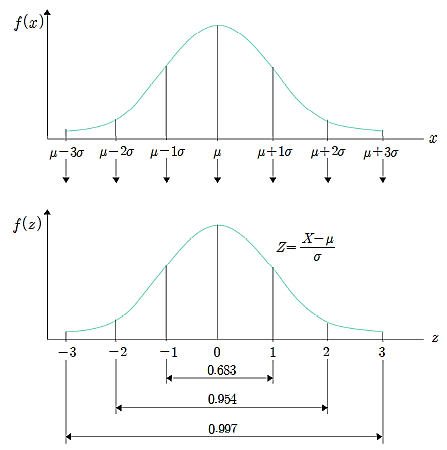 f(x)
x
μ−3σ μ−2σ μ−1σ μ μ+1σ μ+2σ μ+3σ
f(z)
Z=X−μ/σ
z
−3 −2 −1 0 1 2 3
0.683
0.954
0.997